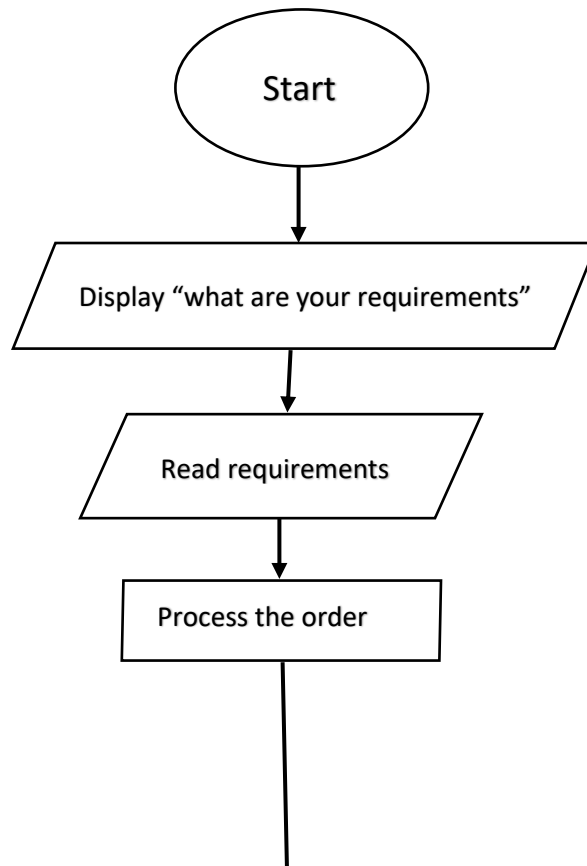 Start
Display “what are your requirements”
Read requirements
Process the order